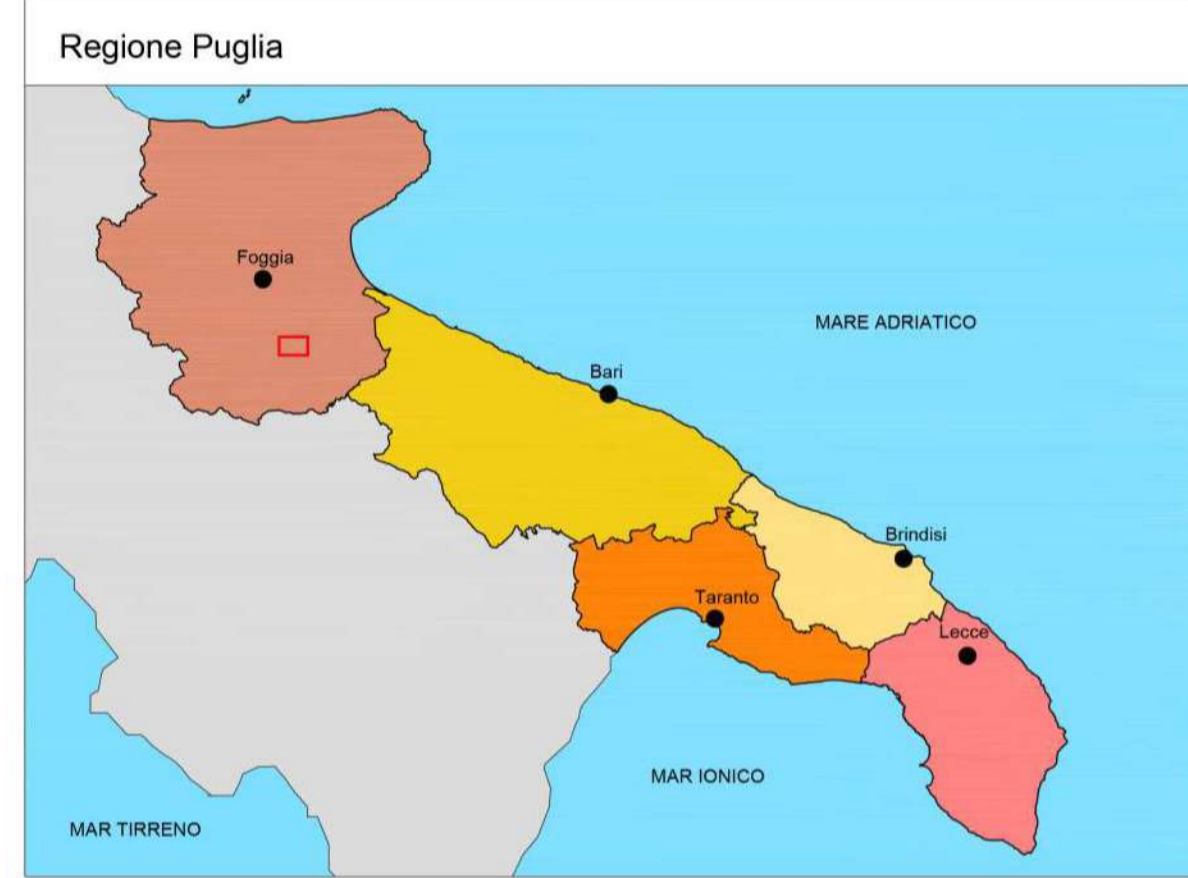 Regione Puglia
Foggia
MARE ADRIATICO
Bari
Brindisi
Taranto
Lecce
MAR IONICO
MAR TIRRENO